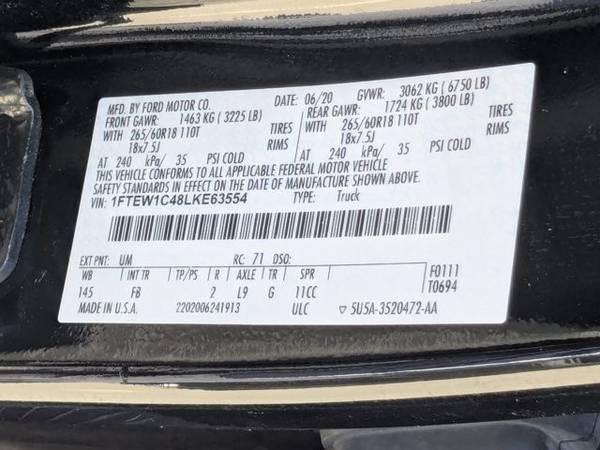 MFD. BY FORD MOTOR CO. DATE: 06/20 GVWR: 3062 KG ( 6750 LB)
FRONT GAWR: 1463 KG ( 3225 LB) REAR GAWR: 1724 KG ( 3800 LB)
WITH 265/60R18 110T TIRES WITH 265/60R18 110T TIRES
18x7.5J RIMS 18x7.5J RIMS
AT 240 kPa/ 35 PSI COLD AT 240 kPa/ 35 PSI COLD
THIS VEHICLE CONFORMS TO ALL APPLICABLE FEDERAL MOTOR VEHICLE
SAFETY STANDARDS IN EFFECT ON THE DATE OF MANUFACTURE SHOWN ABOVE.
VIN: 1FTEW1C48LKE63554 TYPE: Truck
EXT PNT: UM RC: 71 DSO:
WB INT TR TP/PS R AXLE TR SPR F0111
145 FB 2 L9 G 11CC T0694
MADE IN U.S.A. 2202006241913 ULC 5U5A-3520472-AA